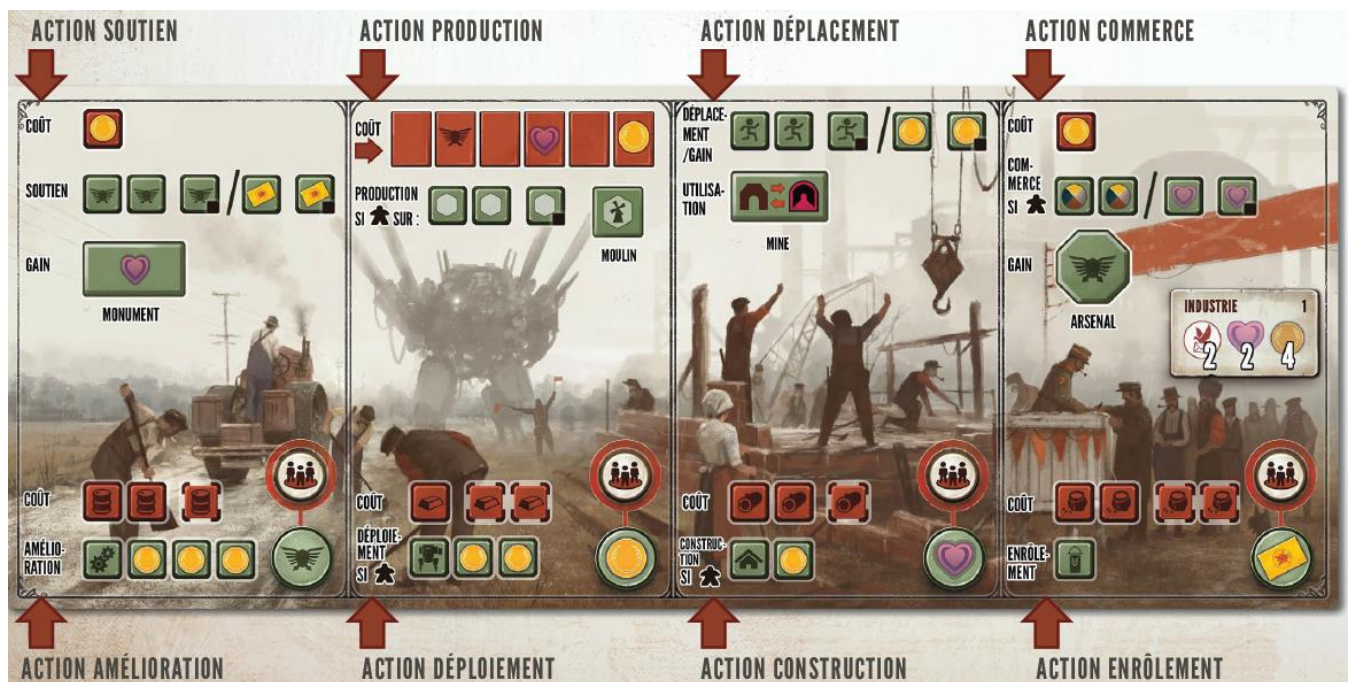 ACTION SOUTIEN
ACTION PRODUCTION
ACTION DÉPLACEMENT
ACTION COMMERCE
COÛT
SOUTIEN
GAIN
MONUMENT
COÛT
PRODUCTION
SI SUR :
MOULIN
DÉPLACE-
MENT
/GAIN
/
UTILISA-
TION
MINE
COÛT
COM-
MERCE
SI
/
GAIN
ARSENAL
INDUSTRIE 1
2 2 4
COÛT
AMÉLIO-
RATION
COÛT
DÉPLOIE-
MENT
SI
COÛT
CONSTRUC-
TION
SI
COÛT
ENRÔLE-
MENT
ACTION AMÉLIORATION
ACTION DÉPLOIEMENT
ACTION CONSTRUCTION
ACTION ENRÔLEMENT